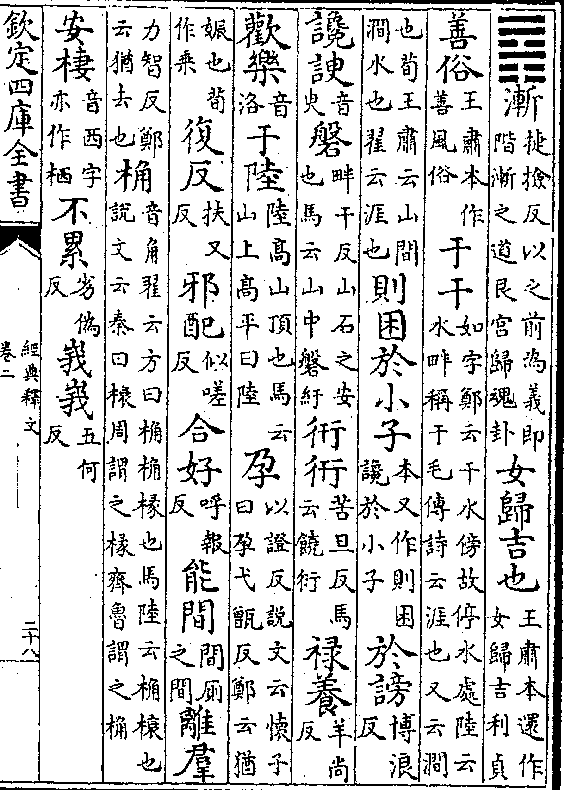 ䷴漸捷撿反以之前為義即階漸之道艮宮歸魂卦女歸吉也王肅本還作女歸吉利貞
善俗王肅本作善風俗于干如字鄭云干水傍故停水處陸云水畔稱干毛傳詩云涯也又云澗
也荀王肅云山間澗水也翟云涯也則困於小子本又作則困讒於小子於謗博浪反
讒諛音臾磐畔干反山石之安也馬云山中磐紆衎衎苦旦反馬云饒衎禄養羊尚反
歡樂音洛于陸陸高山頂也馬云山上高平曰陸孕以證反說文云懷子曰孕弋甑反鄭云猶
娠也荀作乘復反扶又反邪配似嗟反合好呼報反能間間厠之間離羣
力智反鄭云猶去也桷音角翟云方曰桷桷椽也馬陸云桷榱也說文云秦曰榱周謂之椽齊魯謂之桷
安棲音西字亦作栖不累劣偽反峩峩五何反
欽定四庫全書
經典釋文
卷二
二十八